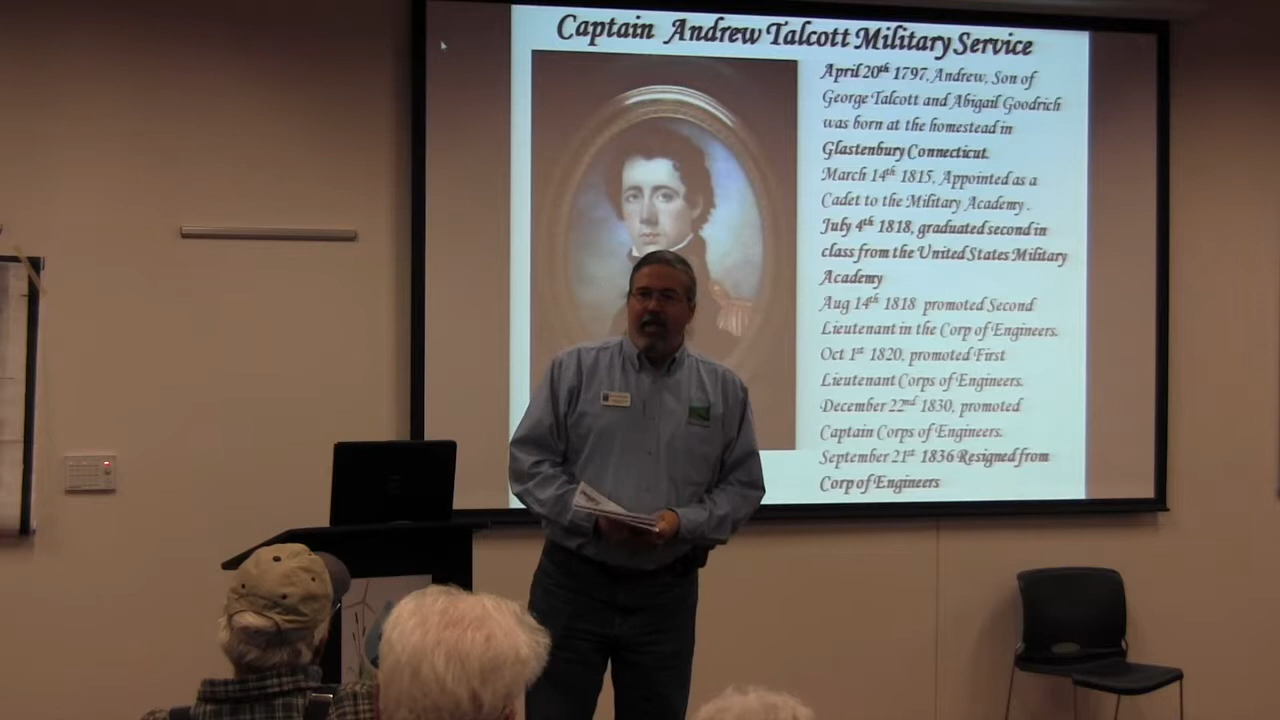 Captain Andrew Talcott Military Service
April 20th 1797, Andrew, Son of
George Talcott and Abigail Goodrich
was born at the homestead in
Glastenbury Connecticut.
March 14th 1815, Appointed as a
Cadet to the Military Academy.
July 4th 1818, graduated second in
class from the United States Military
Academy
Aug 14th 1818 promoted Second
Lieutenant in the Corp of Engineers.
Oct 1st 1820, promoted First
Lieutenant Corps of Engineers.
December 22nd 1830, promoted
Captain Corps of Engineers.
September 21st 1836 Resigned from
Corp of Engineers